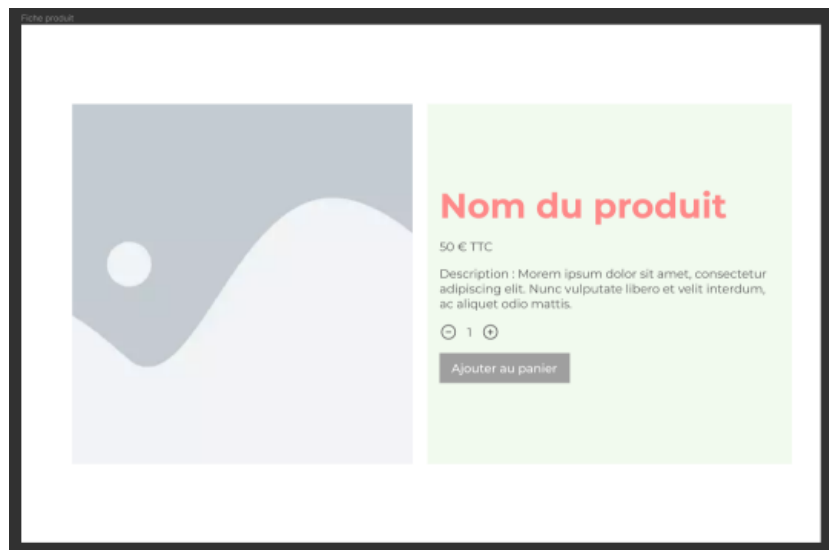 Fiche produit
Nom du produit
50 € TTC
Description : Morem ipsum dolor sit amet, consectetur
adipiscing elit. Nunc vulputate libero et velit interdum,
ac aliquet odio mattis.
1
Ajouter au panier